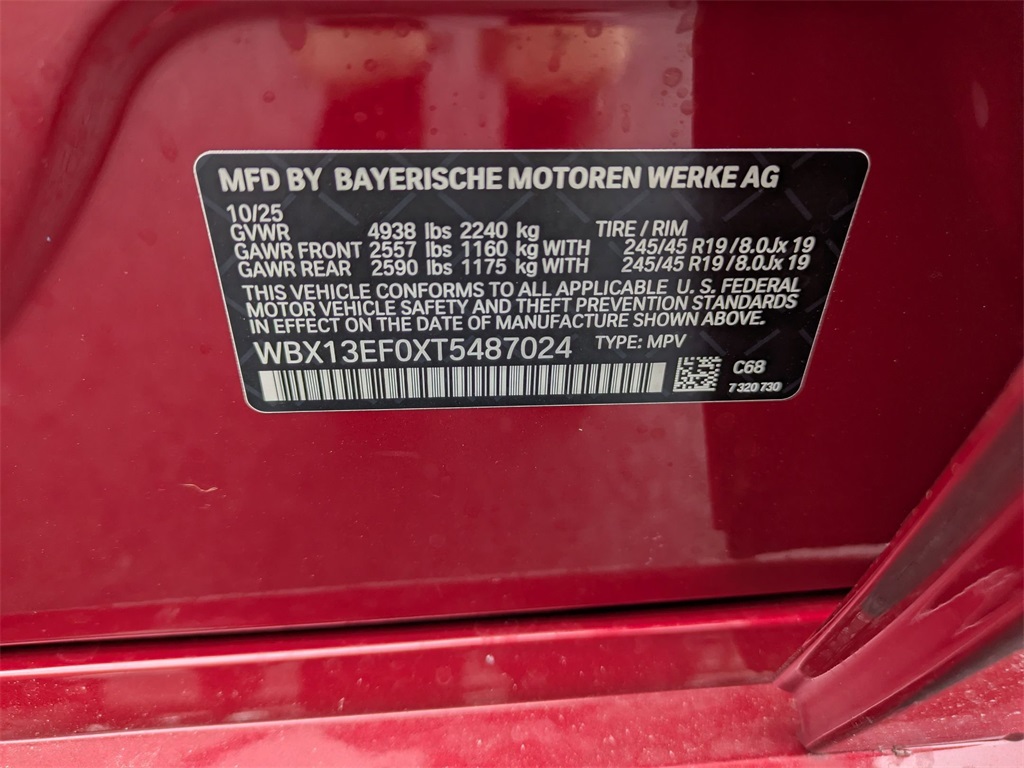 MFD BY BAYERISCHE MOTOREN WERKE AG
10/25
GVWR 4938 lbs 2240 kg TIRE / RIM
GAWR FRONT 2557 lbs 1160 kg WITH 245/45 R19 / 8.0Jx 19
GAWR REAR 2590 lbs 1175 kg WITH 245/45 R19 / 8.0Jx 19
THIS VEHICLE CONFORMS TO ALL APPLICABLE U. S. FEDERAL
MOTOR VEHICLE SAFETY AND THEFT PREVENTION STANDARDS
IN EFFECT ON THE DATE OF MANUFACTURE SHOWN ABOVE.
WBX13EF0XT5487024 TYPE: MPV
C68
7 320 730